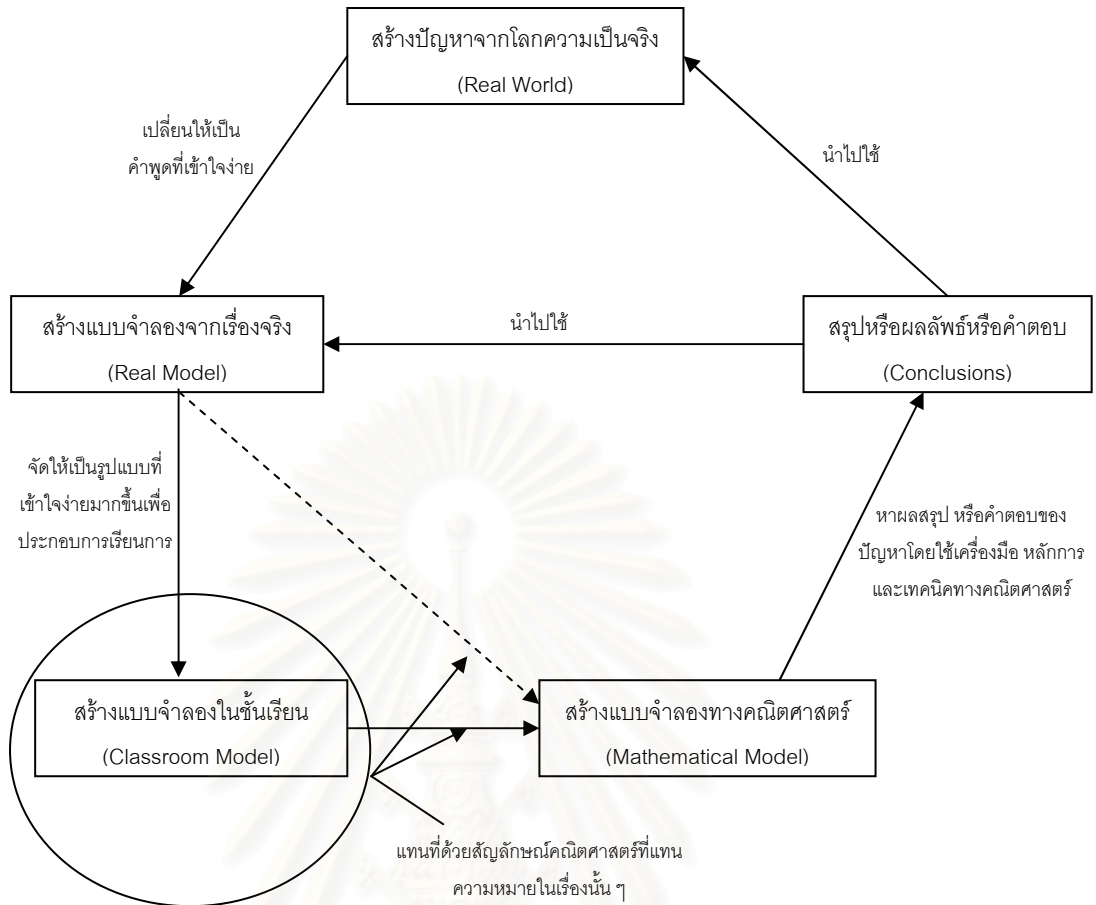 สร้างปัญหาจากโลกความเป็นจริง
(Real World)
เปลี่ยนให้เป็น
คำพูดที่เข้าใจง่าย
นำไปใช้
สร้างแบบจำลองจากเรื่องจริง
(Real Model)
นำไปใช้
สรุปหรือผลลัพธ์หรือคำตอบ
(Conclusions)
จัดให้เป็นรูปแบบที่
เข้าใจง่ายมากขึ้นเพื่อ
ประกอบการเรียนการ
หาผลสรุป หรือคำตอบของ
ปัญหาโดยใช้เครื่องมือ หลักการ
และเทคนิคทางคณิตศาสตร์
สร้างแบบจำลองในชั้นเรียน
(Classroom Model)
สร้างแบบจำลองทางคณิตศาสตร์
(Mathematical Model)
แทนที่ด้วยสัญลักษณ์คณิตศาสตร์ที่แทน
ความหมายในเรื่องนั้น ๆ